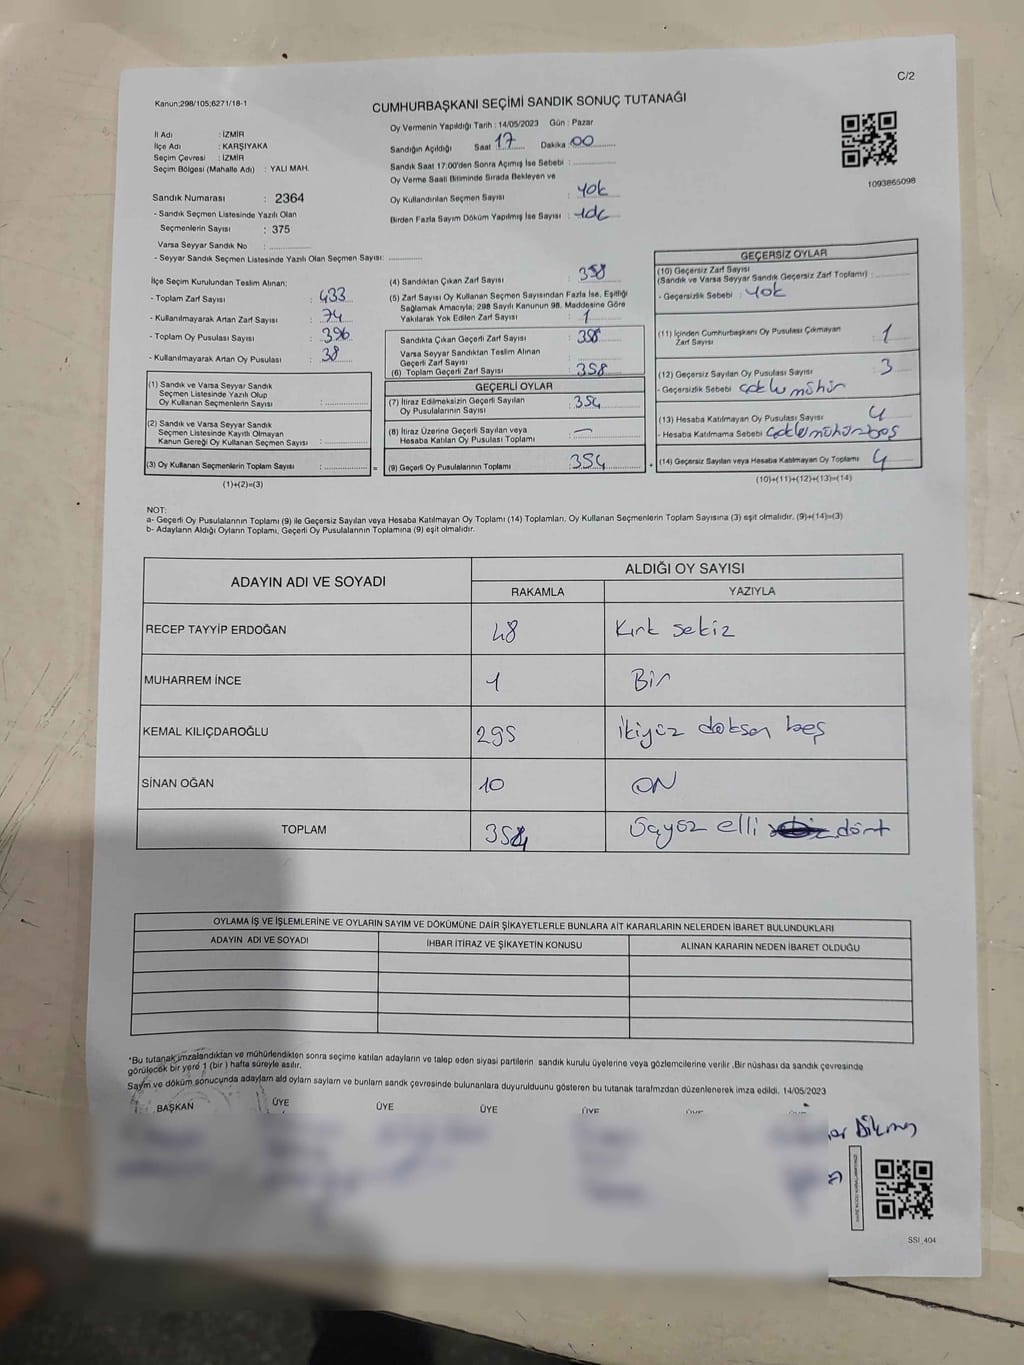 C/2
Kanun:298/105;6271/18-1
CUMHURBAŞKANI SEÇİMİ SANDIK SONUÇ TUTANAĞI
İl Adı : İZMİR
İlçe Adı : KARŞIYAKA
Seçim Çevresi : İZMİR
Seçim Bölgesi (Mahalle Adı) : YALI MAH.
Sandık Numarası : 2364
- Sandık Seçmen Listesinde Yazılı Olan
Seçmenlerin Sayısı : 375
Varsa Seyyar Sandık No : ..............
- Seyyar Sandık Seçmen Listesinde Yazılı Olan Seçmen Sayısı: ..............
Oy Vermenin Yapıldığı Tarih : 14/05/2023 Gün : Pazar
Sandığın Açıldığı Saat 17 Dakika 00
Sandık Saat 17:00'den Sonra Açımış İse Sebebi : ..............
Oy Verme Saati Bitiminde Sırada Bekleyen ve
Oy Kullandırılan Seçmen Sayısı : Yok
Birden Fazla Sayım Döküm Yapılmış İse Sayısı :
1093865098
İlçe Seçim Kurulundan Teslim Alınan;
- Toplam Zarf Sayısı : 433
- Kullanılmayarak Artan Zarf Sayısı : 74
- Toplam Oy Pusulası Sayısı : 396
- Kullanılmayarak Artan Oy Pusulası : 38
(1) Sandık ve Varsa Seyyar Sandık
Seçmen Listesinde Yazılı Olup
Oy Kullanan Seçmenlerin Sayısı : ..............
(2) Sandık ve Varsa Seyyar Sandık
Seçmen Listesinde Kayıtlı Olmayan
Kanun Gereği Oy Kullanan Seçmen Sayısı : ..............
(3) Oy Kullanan Seçmenlerin Toplam Sayısı : .............. =
(1)+(2)=(3)
(4) Sandıktan Çıkan Zarf Sayısı : 358
(5) Zarf Sayısı Oy Kullanan Seçmen Sayısından Fazla İse, Eşitliği
Sağlamak Amacıyla; 298 Sayılı Kanunun 98. Maddesine Göre
Yakılarak Yok Edilen Zarf Sayısı : 1
Sandıkta Çıkan Geçerli Zarf Sayısı : 358
Varsa Seyyar Sandıktan Teslim Alınan
Geçerli Zarf Sayısı : ..............
(6) Toplam Geçerli Zarf Sayısı : 358
GEÇERLİ OYLAR
(7) İtiraz Edilmeksizin Geçerli Sayılan
Oy Pusulalarının Sayısı : 354
(8) İtiraz Üzerine Geçerli Sayılan veya
Hesaba Katılan Oy Pusulası Toplamı : —
(9) Geçerli Oy Pusulalarının Toplamı : 354 +
GEÇERSİZ OYLAR
(10) Geçersiz Zarf Sayısı
(Sandık ve Varsa Seyyar Sandık Geçersiz Zarf Toplamı) : ..............
- Geçersizlik Sebebi : Yok
(11) İçinden Cumhurbaşkanı Oy Pusulası Çıkmayan
Zarf Sayısı : 1
(12) Geçersiz Sayılan Oy Pusulası Sayısı : 3
- Geçersizlik Sebebi : çoklu mühür
(13) Hesaba Katılmayan Oy Pusulası Sayısı : 4
- Hesaba Katılmama Sebebi : çoklu mühür boş
(14) Geçersiz Sayılan veya Hesaba Katılmayan Oy Toplamı : 4
(10)+(11)+(12)+(13)=(14)
NOT:
a- Geçerli Oy Pusulalarının Toplamı (9) ile Geçersiz Sayılan veya Hesaba Katılmayan Oy Toplamı (14) Toplamları, Oy Kullanan Seçmenlerin Toplam Sayısına (3) eşit olmalıdır. (9)+(14)=(3)
b- Adayların Aldığı Oyların Toplamı, Geçerli Oy Pusulalarının Toplamına (9) eşit olmalıdır.
ADAYIN ADI VE SOYADI
ALDIĞI OY SAYISI
RAKAMLA YAZIYLA
RECEP TAYYİP ERDOĞAN 48 Kırk sekiz
MUHARREM İNCE 1 Bir
KEMAL KILIÇDAROĞLU 295 İkiyüz doksan beş
SİNAN OĞAN 10 ON
TOPLAM 354 Üçyüz elli dört
OYLAMA İŞ VE İŞLEMLERİNE VE OYLARIN SAYIM VE DÖKÜMÜNE DAİR ŞİKAYETLERLE BUNLARA AİT KARARLARIN NELERDEN İBARET BULUNDUKLARI
ADAYIN ADI VE SOYADI İHBAR İTİRAZ VE ŞİKAYETİN KONUSU ALINAN KARARIN NEDEN İBARET OLDUĞU
*Bu tutanak imzalandıktan ve mühürlendikten sonra seçime katılan adayların ve talep eden siyasi partilerin sandık kurulu üyelerine veya gözlemcilerine verilir .Bir nüshası da sandık çevresinde
görülecek bir yere 1 (bir ) hafta süreyle asılır.
Sayım ve döküm sonucunda adayların aldı oyların sayıların ve bunların sandık çevresinde bulunanlara duyurulduunu gösteren bu tutanak tarafımızdan düzenlenerek imza edildi. 14/05/2023
BAŞKAN ÜYE ÜYE ÜYE ÜYE
Dikmen
SSI_404